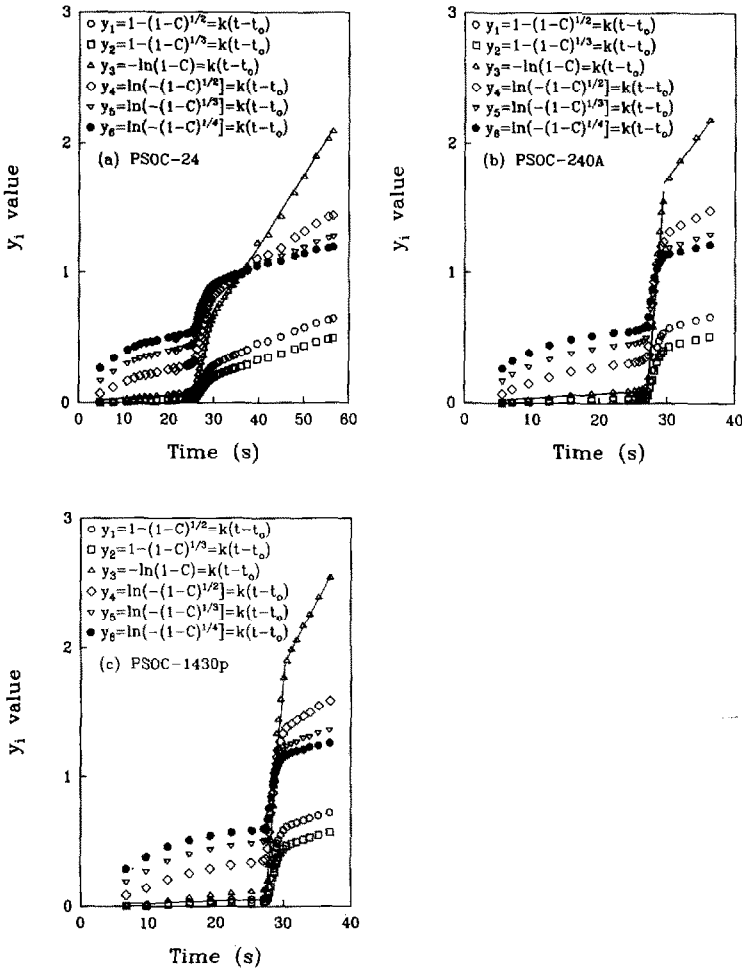 3
○ y₁=1−(1−C)^1/2=k(t−t₀)
□ y₂=1−(1−C)^1/3=k(t−t₀)
△ y₃=−ln(1−C)=k(t−t₀)
◇ y₄=ln(−(1−C)^1/2]=k(t−t₀)
▽ y₅=ln(−(1−C)^1/3]=k(t−t₀)
● y₆=ln(−(1−C)^1/4]=k(t−t₀)
(a) PSOC-24
2
1
0
yᵢ value
0 10 20 30 40 50 60
Time (s)
3
○ y₁=1−(1−C)^1/2=k(t−t₀)
□ y₂=1−(1−C)^1/3=k(t−t₀)
△ y₃=−ln(1−C)=k(t−t₀)
◇ y₄=ln(−(1−C)^1/2]=k(t−t₀)
▽ y₅=ln(−(1−C)^1/3]=k(t−t₀)
● y₆=ln(−(1−C)^1/4]=k(t−t₀)
(b) PSOC-240A
2
1
0
yᵢ value
0 10 20 30 40
Time (s)
3
○ y₁=1−(1−C)^1/2=k(t−t₀)
□ y₂=1−(1−C)^1/3=k(t−t₀)
△ y₃=−ln(1−C)=k(t−t₀)
◇ y₄=ln(−(1−C)^1/2]=k(t−t₀)
▽ y₅=ln(−(1−C)^1/3]=k(t−t₀)
● y₆=ln(−(1−C)^1/4]=k(t−t₀)
(c) PSOC-1430p
2
1
0
yᵢ value
0 10 20 30 40
Time (s)